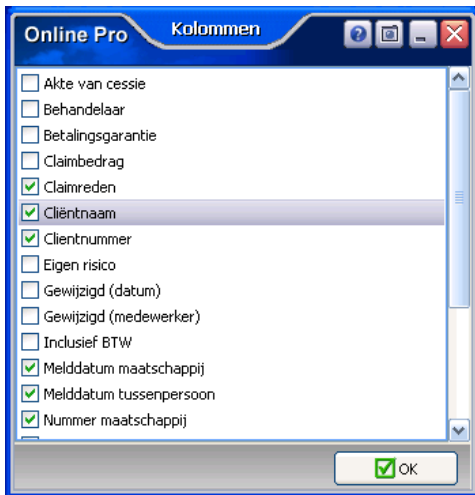 Online Pro
Kolommen
Akte van cessie
Behandelaar
Betalingsgarantie
Claimbedrag
Claimreden
Cliëntnaam
Clientnummer
Eigen risico
Gewijzigd (datum)
Gewijzigd (medewerker)
Inclusief BTW
Melddatum maatschappij
Melddatum tussenpersoon
Nummer maatschappij
OK